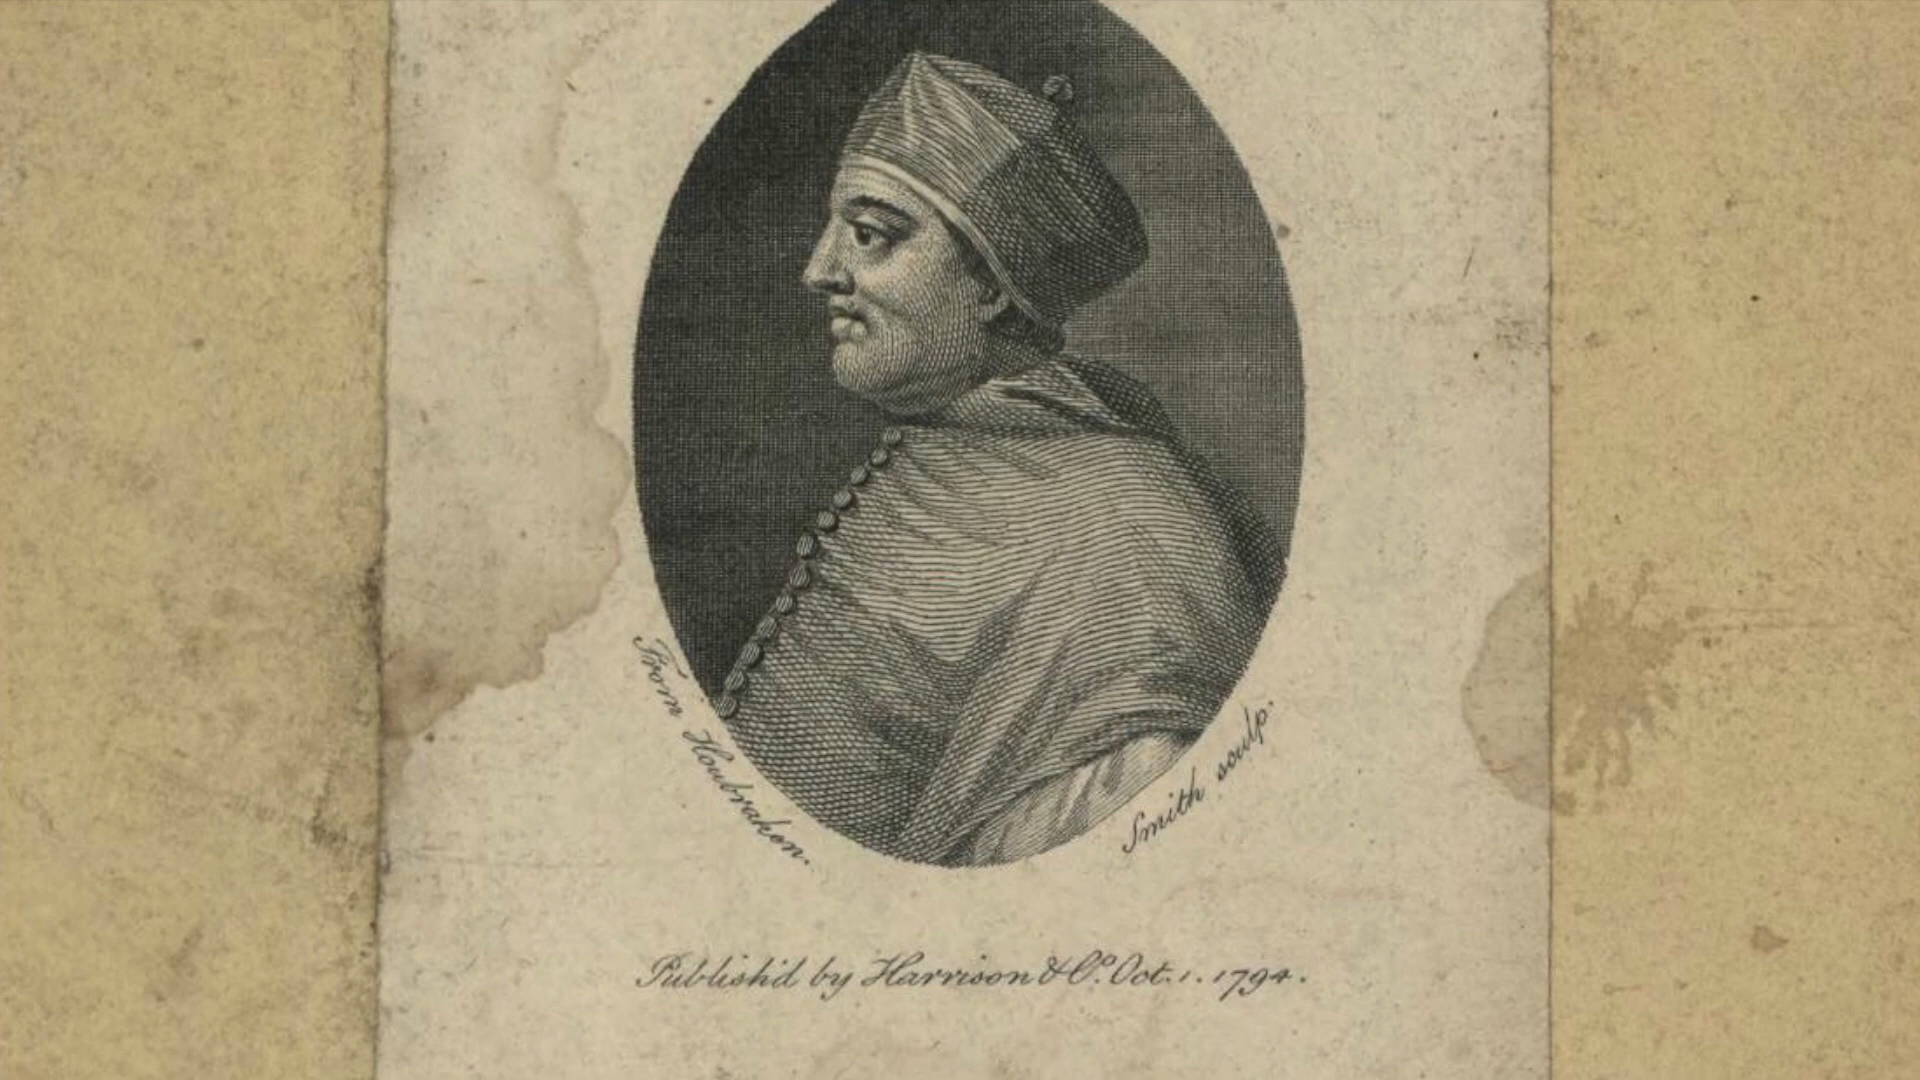 From Houbraken.
Smith sculp.
Publish'd by Harrison & Co. Oct. 1. 1794.